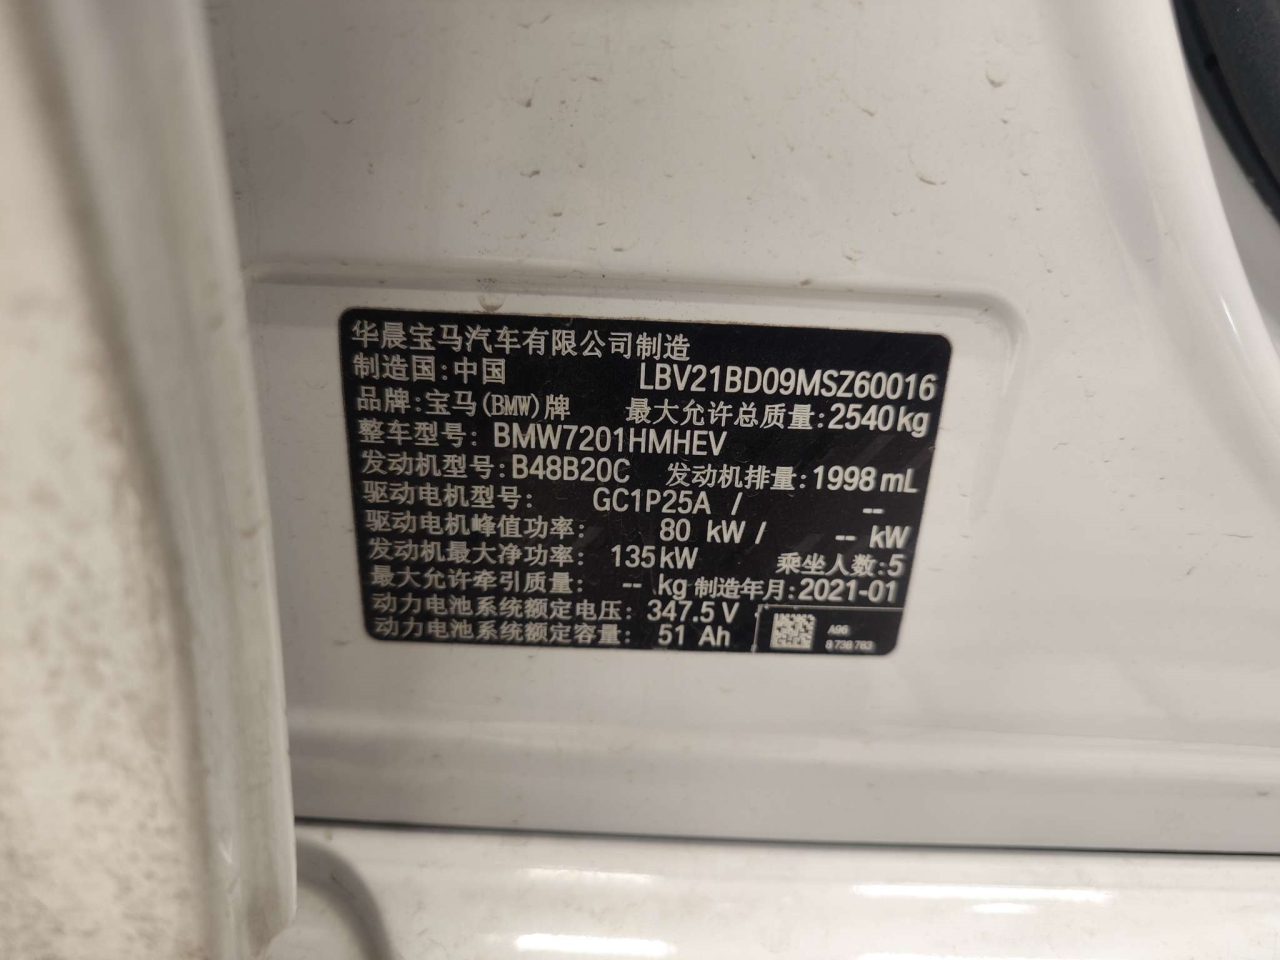 华晨宝马汽车有限公司制造
制造国:中国 LBV21BD09MSZ60016
品牌:宝马(BMW)牌 最大允许总质量:2540kg
整车型号: BMW7201HMHEV
发动机型号:B48B20C 发动机排量:1998 mL
驱动电机型号: GC1P25A / --
驱动电机峰值功率: 80 kW / -- kW
发动机最大净功率: 135kW 乘坐人数:5
最大允许牵引质量: -- kg 制造年月:2021-01
动力电池系统额定电压: 347.5 V
动力电池系统额定容量: 51 Ah
A96
8 738 783